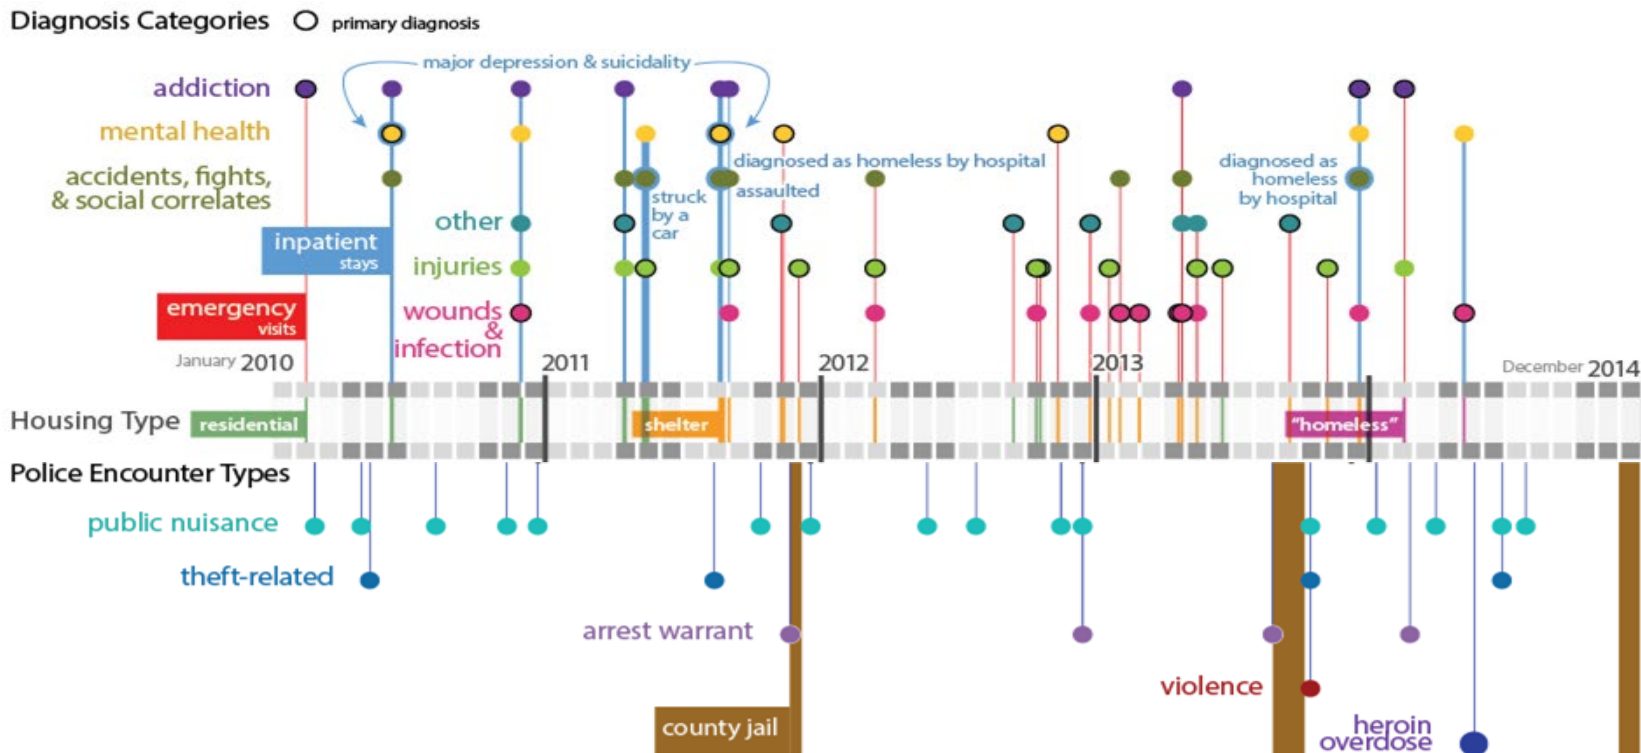 Diagnosis Categories primary diagnosis
major depression & suicidality
addiction
mental health
diagnosed as homeless by hospital
diagnosed as
homeless
by hospital
accidents, fights,
& social correlates
assaulted
struck
by a
car
other
inpatient
stays
injuries
emergency
visits
wounds
&
infection
January 2010
2011
2012
2013
December 2014
Housing Type
residential
shelter
"homeless"
Police Encounter Types
public nuisance
theft-related
arrest warrant
violence
county jail
heroin
overdose